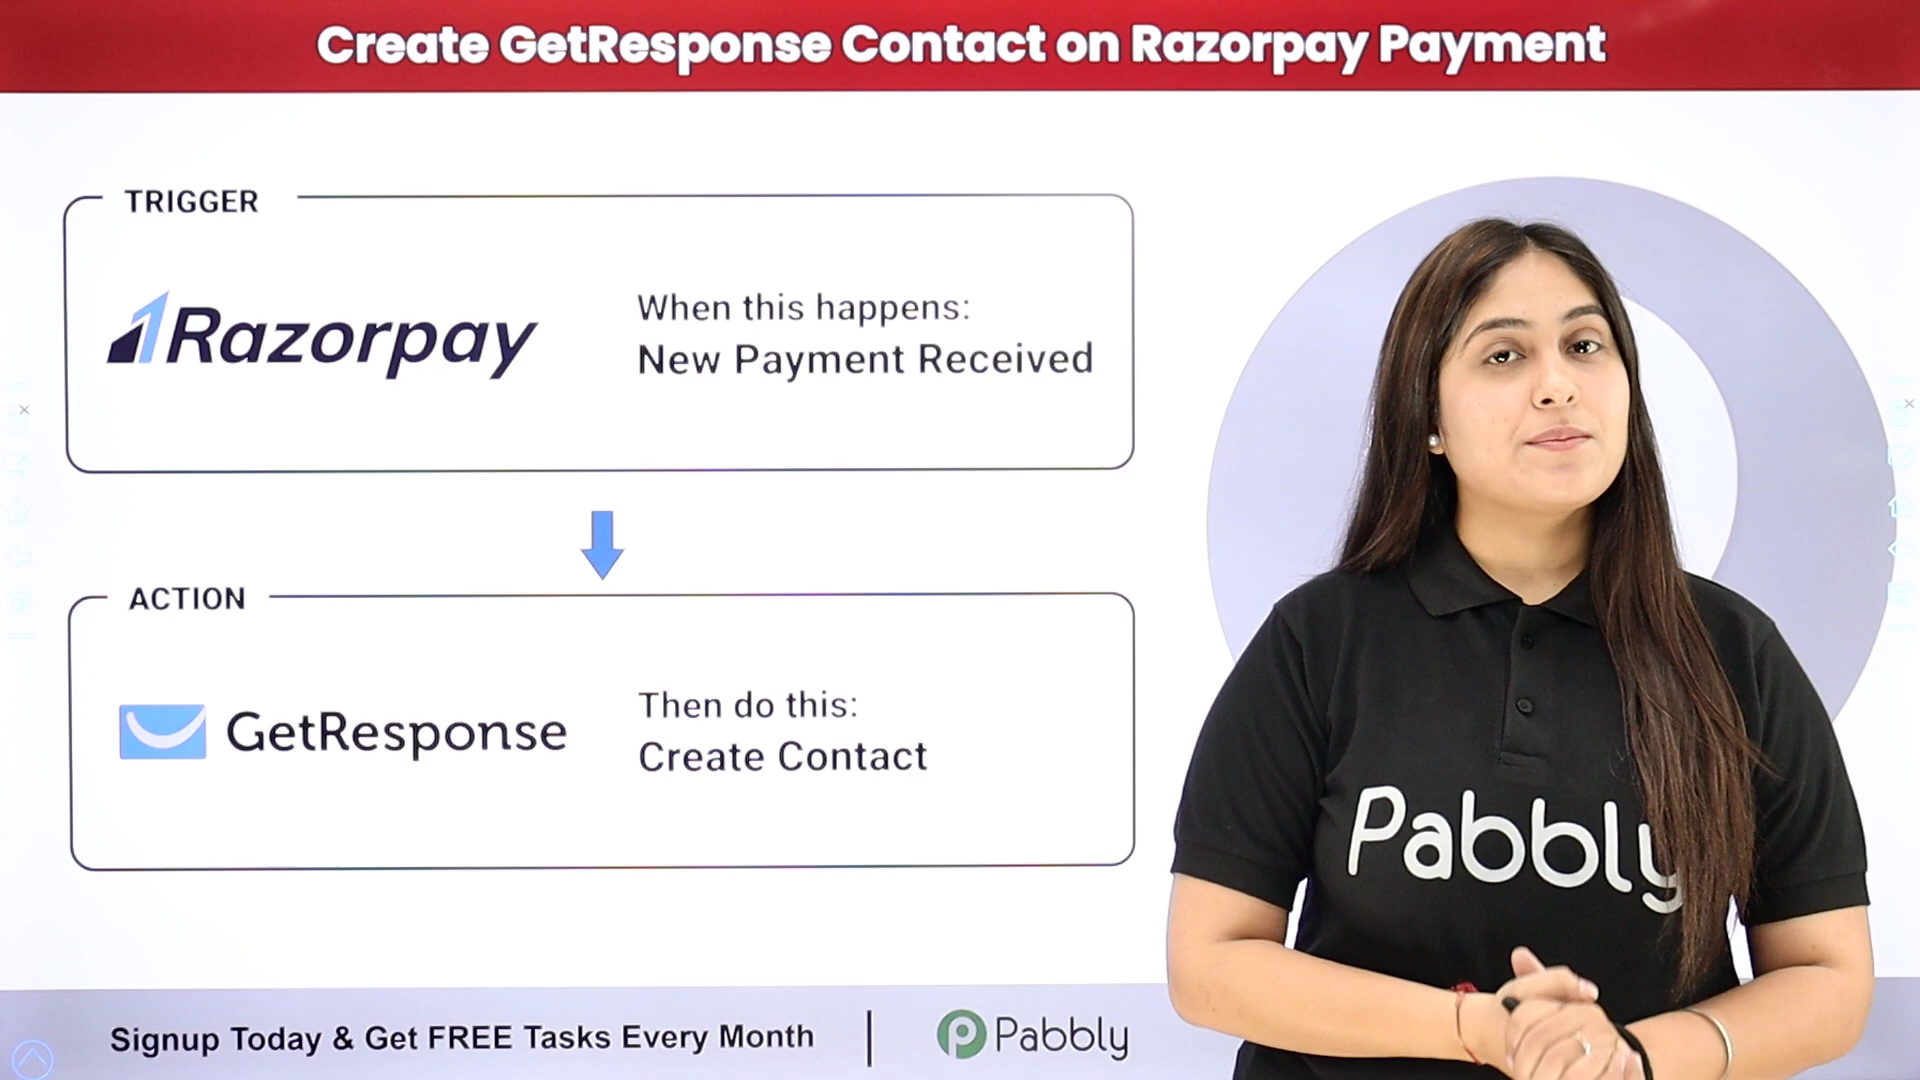 Create GetResponse Contact on Razorpay Payment
TRIGGER
Razorpay
When this happens:
New Payment Received
ACTION
GetResponse
Then do this:
Create Contact
Pabbly
Signup Today & Get FREE Tasks Every Month
Pabbly